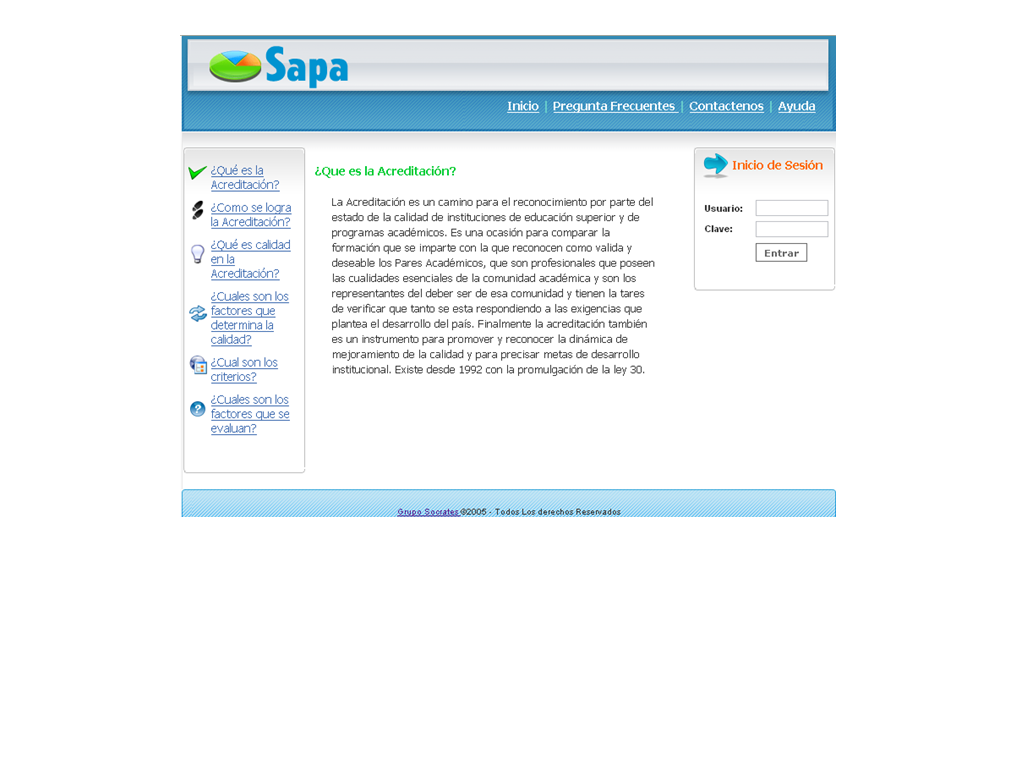 Sapa
Inicio | Pregunta Frecuentes | Contactenos | Ayuda
¿Qué es la
Acreditación?
¿Como se logra
la Acreditación?
¿Qué es calidad
en la
Acreditación?
¿Cuales son los
factores que
determina la
calidad?
¿Cual son los
criterios?
¿Cuales son los
factores que se
evaluan?
¿Que es la Acreditación?
La Acreditación es un camino para el reconocimiento por parte del
estado de la calidad de instituciones de educación superior y de
programas académicos. Es una ocasión para comparar la
formación que se imparte con la que reconocen como valida y
deseable los Pares Académicos, que son profesionales que poseen
las cualidades esenciales de la comunidad académica y son los
representantes del deber ser de esa comunidad y tienen la tares
de verificar que tanto se esta respondiendo a las exigencias que
plantea el desarrollo del país. Finalmente la acreditación también
es un instrumento para promover y reconocer la dinámica de
mejoramiento de la calidad y para precisar metas de desarrollo
institucional. Existe desde 1992 con la promulgación de la ley 30.
Inicio de Sesión
Usuario:
Clave:
Entrar
Grupo Socrates ©2005 - Todos Los derechos Reservados